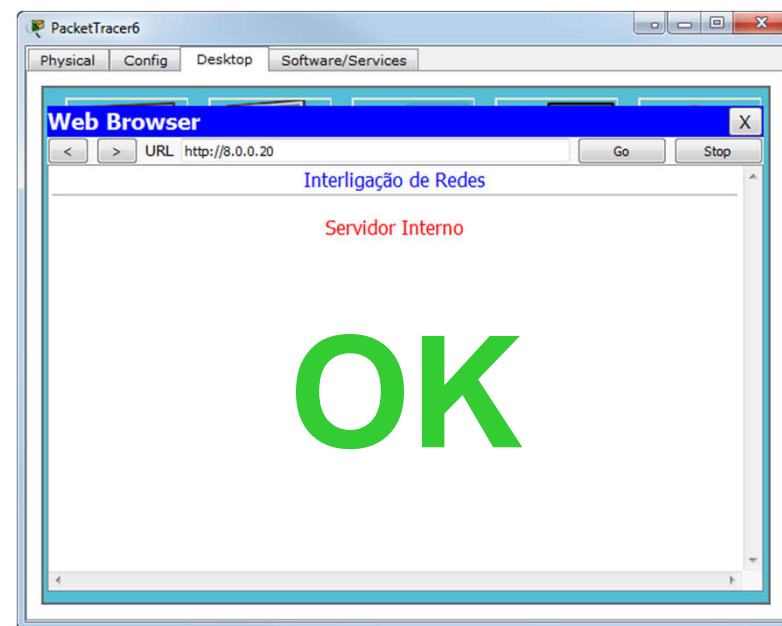 PacketTracer6
X
Physical Config Desktop Software/Services
Web Browser X
< > URL http://8.0.0.20 Go Stop
Interligação de Redes
Servidor Interno
OK